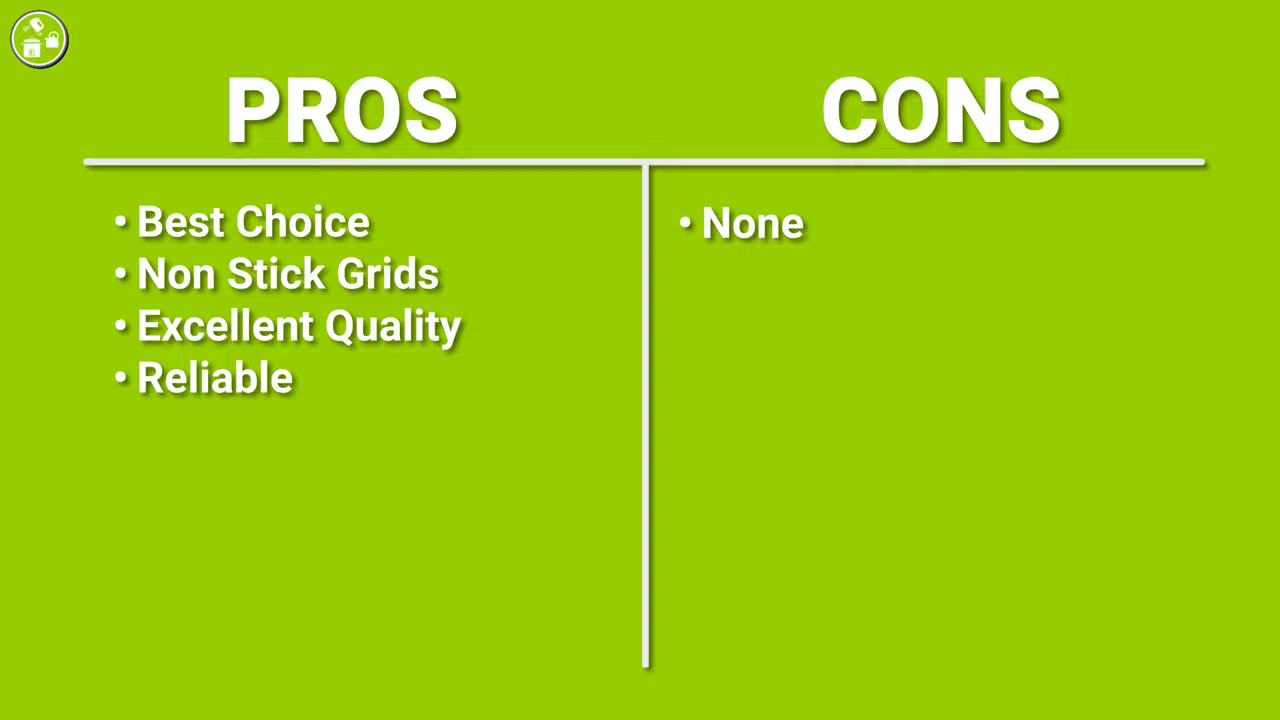 PROS
CONS
• Best Choice
• Non Stick Grids
• Excellent Quality
• Reliable
• None